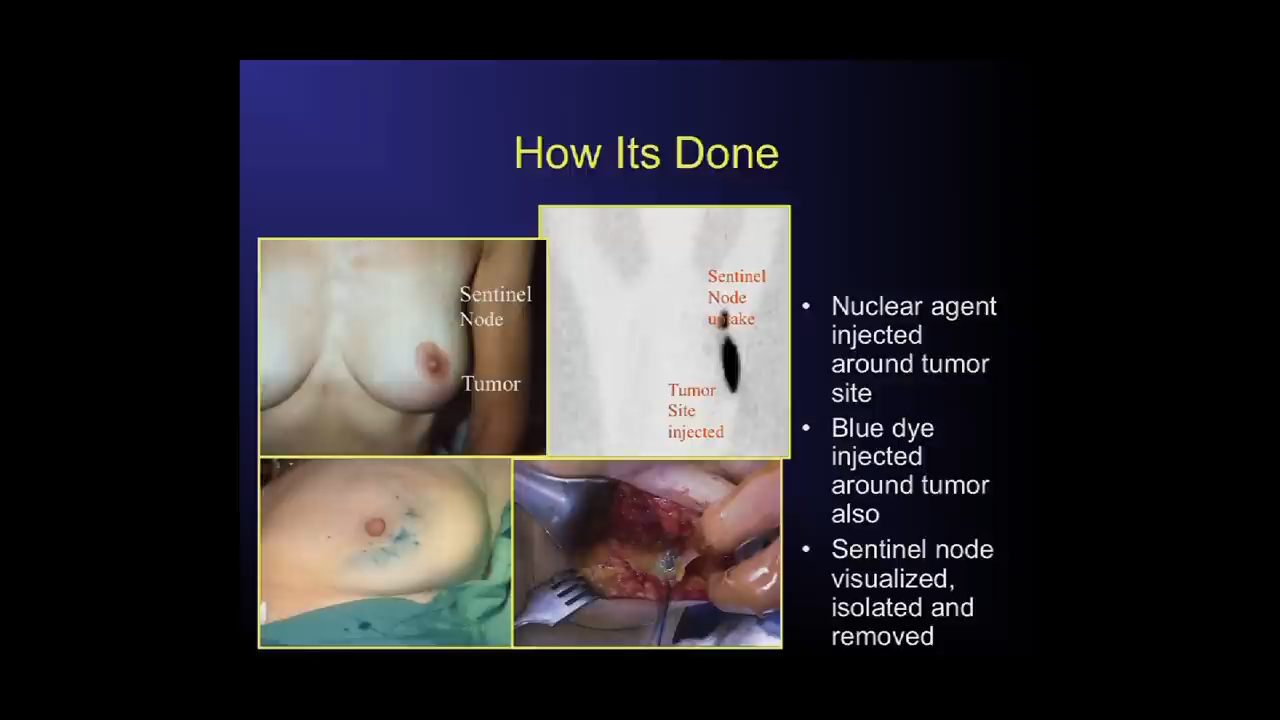 How Its Done
Sentinel
Node
Tumor
Sentinel
Node
uptake
Tumor
Site
injected
• Nuclear agent
injected
around tumor
site
• Blue dye
injected
around tumor
also
• Sentinel node
visualized,
isolated and
removed